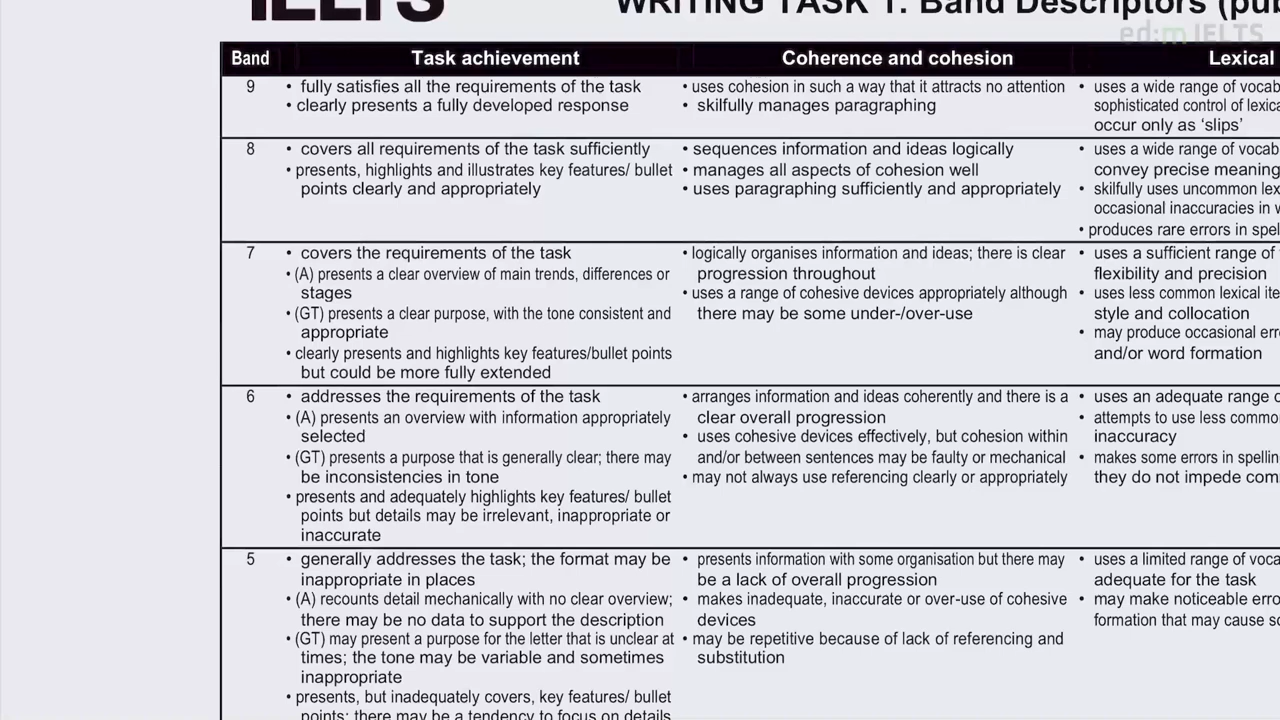 IELTS
WRITING TASK 1: Band Descriptors (pub
ed:m IELTS
Band
Task achievement
Coherence and cohesion
Lexical
9
• fully satisfies all the requirements of the task
• clearly presents a fully developed response
• uses cohesion in such a way that it attracts no attention
• skilfully manages paragraphing
• uses a wide range of vocab
sophisticated control of lexica
occur only as ‘slips’
8
• covers all requirements of the task sufficiently
• presents, highlights and illustrates key features/ bullet
points clearly and appropriately
• sequences information and ideas logically
• manages all aspects of cohesion well
• uses paragraphing sufficiently and appropriately
• uses a wide range of vocab
convey precise meaning
• skilfully uses uncommon lex
occasional inaccuracies in w
• produces rare errors in spel
7
• covers the requirements of the task
• (A) presents a clear overview of main trends, differences or
stages
• (GT) presents a clear purpose, with the tone consistent and
appropriate
• clearly presents and highlights key features/bullet points
but could be more fully extended
• logically organises information and ideas; there is clear
progression throughout
• uses a range of cohesive devices appropriately although
there may be some under-/over-use
• uses a sufficient range of
flexibility and precision
• uses less common lexical ite
style and collocation
• may produce occasional erro
and/or word formation
6
• addresses the requirements of the task
• (A) presents an overview with information appropriately
selected
• (GT) presents a purpose that is generally clear; there may
be inconsistencies in tone
• presents and adequately highlights key features/ bullet
points but details may be irrelevant, inappropriate or
inaccurate
• arranges information and ideas coherently and there is a
clear overall progression
• uses cohesive devices effectively, but cohesion within
and/or between sentences may be faulty or mechanical
• may not always use referencing clearly or appropriately
• uses an adequate range o
• attempts to use less common
inaccuracy
• makes some errors in spelling
they do not impede com
5
• generally addresses the task; the format may be
inappropriate in places
• (A) recounts detail mechanically with no clear overview;
there may be no data to support the description
• (GT) may present a purpose for the letter that is unclear at
times; the tone may be variable and sometimes
inappropriate
• presents, but inadequately covers, key features/ bullet
points; there may be a tendency to focus on details
• presents information with some organisation but there may
be a lack of overall progression
• makes inadequate, inaccurate or over-use of cohesive
devices
• may be repetitive because of lack of referencing and
substitution
• uses a limited range of voca
adequate for the task
• may make noticeable erro
formation that may cause so